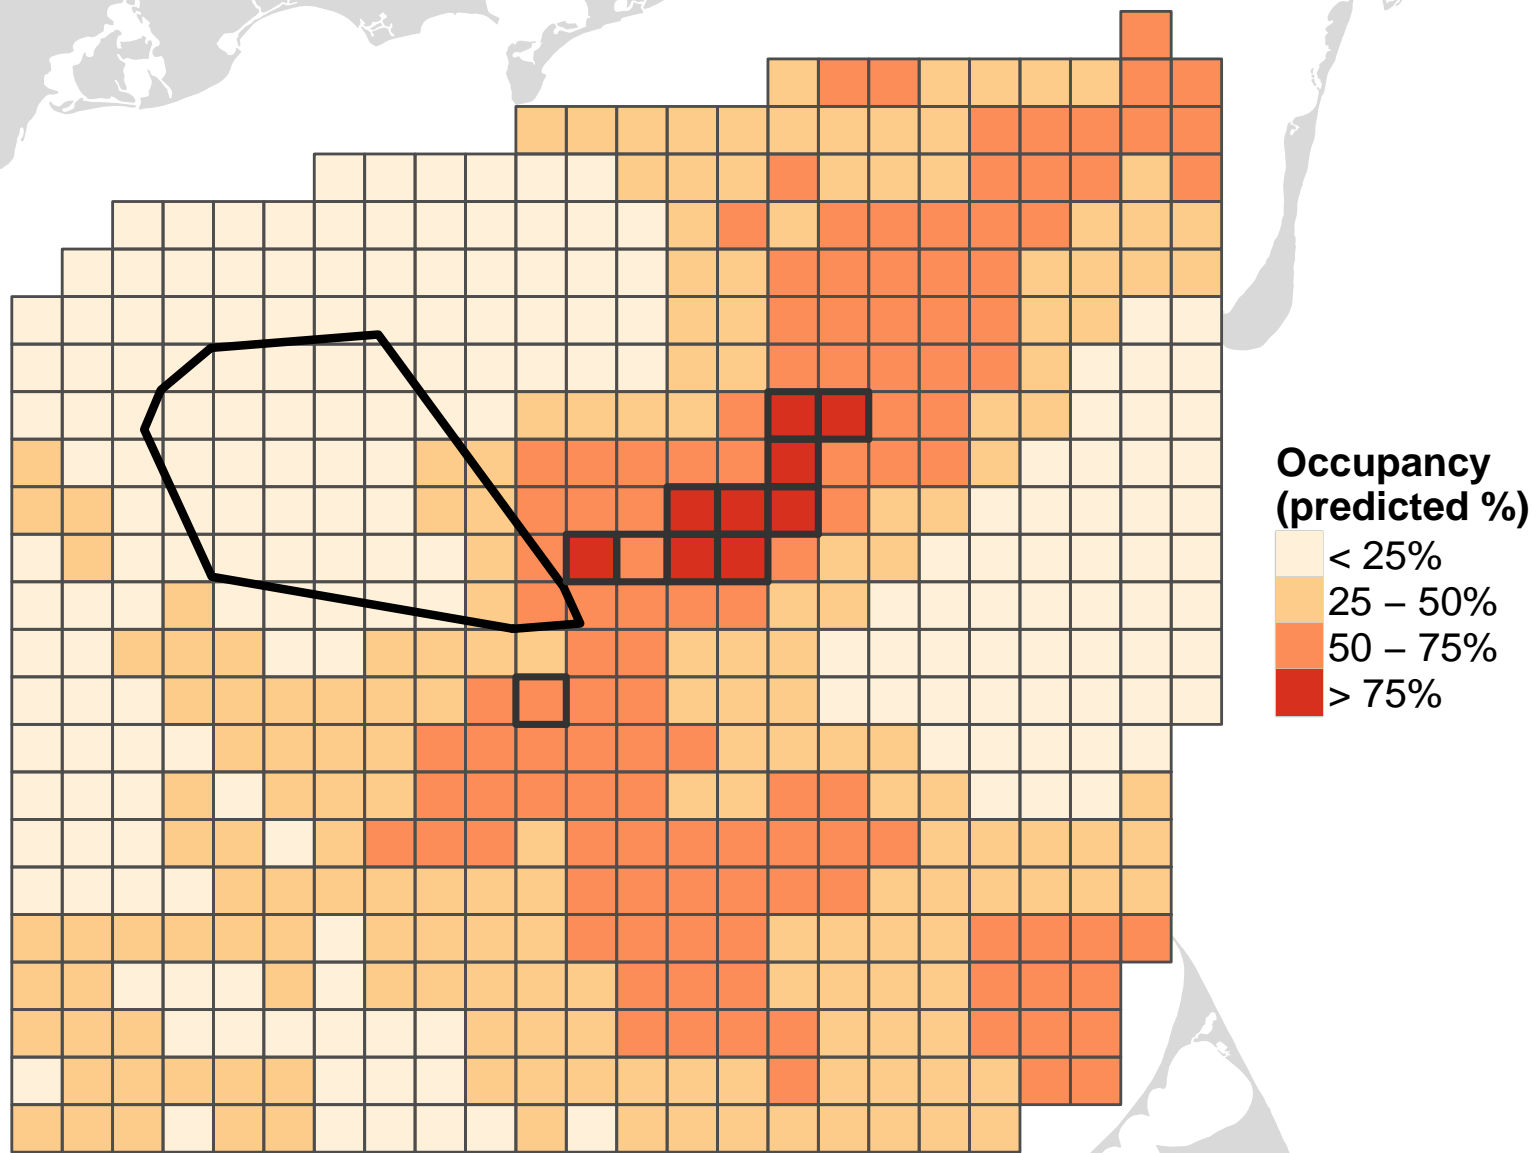 Occupancy
(predicted %)
< 25%
25 – 50%
50 – 75%
> 75%